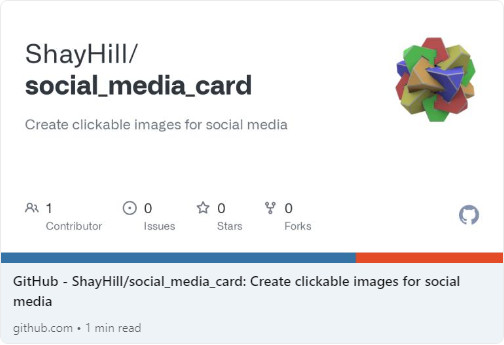 ShayHill/
social_media_card
Create clickable images for social media
1
Contributor
0
Issues
0
Stars
0
Forks
GitHub - ShayHill/social_media_card: Create clickable images for social
media
github.com • 1 min read